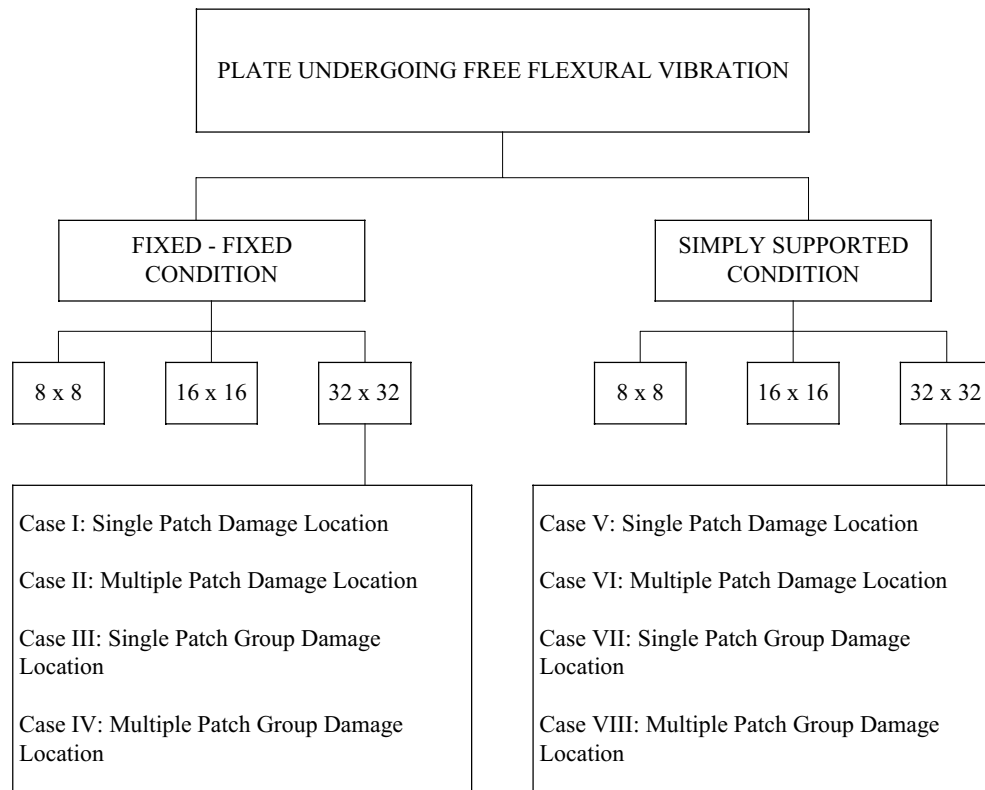 PLATE UNDERGOING FREE FLEXURAL VIBRATION
FIXED - FIXED
CONDITION
SIMPLY SUPPORTED
CONDITION
8 x 8
16 x 16
32 x 32
8 x 8
16 x 16
32 x 32
Case I: Single Patch Damage Location
Case II: Multiple Patch Damage Location
Case III: Single Patch Group Damage
Location
Case IV: Multiple Patch Group Damage
Location
Case V: Single Patch Damage Location
Case VI: Multiple Patch Damage Location
Case VII: Single Patch Group Damage
Location
Case VIII: Multiple Patch Group Damage
Location